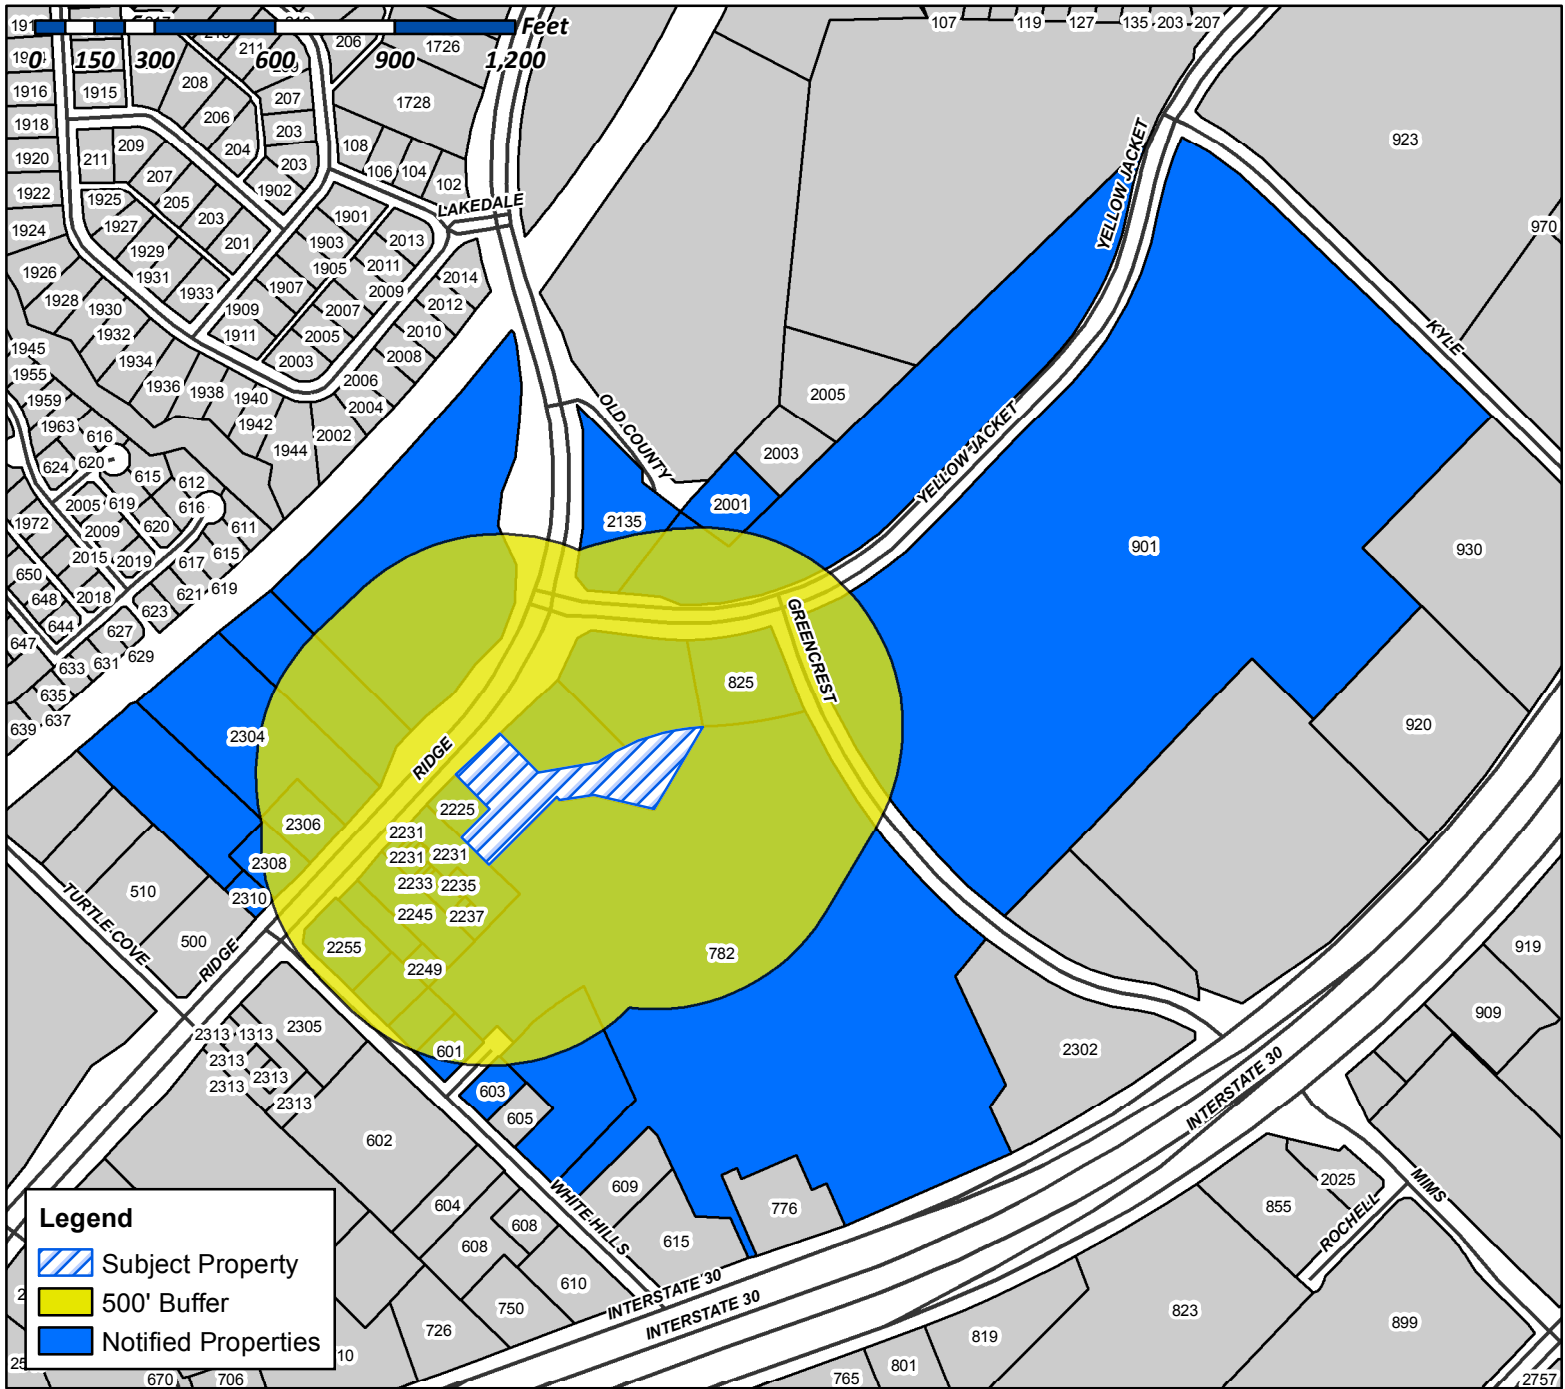 Feet
0 150 300 600 900 1,200
107 119 127 135 203 207
206 1726
1916 1915 208 207 1728
1918 206 203 108
1920 211 209 204 203 106 104 102
923
1922 207 205 1902
1925 203 1901 LAKEDALE
1924 1927 201 1903 2013
YELLOW JACKET
970
1929 1905 2011 2014
1926 1931 1907 2009 2012
1928 1933 1909 2007 2010
1930 1911 2005 2008
1932 2003
KYLE
1945 1934 2006
1955 1936 1938 1940 2004
1959 1942 2002
1963 616 1944
OLD COUNTY
2005
2003
2001
2135
YELLOW JACKET
624 620 615 612
2005 619 616
1972 2009 620 611
2015 2019 617 615
650 2018 621 619
648 623
644 627
647 633 631 629
635
639 637
901
930
920
GREENCREST
825
2304
RIDGE
2306 2225
2231
2231 2231
2308
2233 2235
2310
2245 2237
510
500
TURTLE COVE
RIDGE
2255
2249
782
919
909
2313 1313 2305
2313
2313 2313
2313
601
603
605
2302
602
INTERSTATE 30
604
608
608
WHITE HILLS
609
615
776
610
750
726
INTERSTATE 30
INTERSTATE 30
MIMS
2025
855
ROCHELL
823
899
819
801
765
670 706
2757
Legend
Subject Property
500' Buffer
Notified Properties